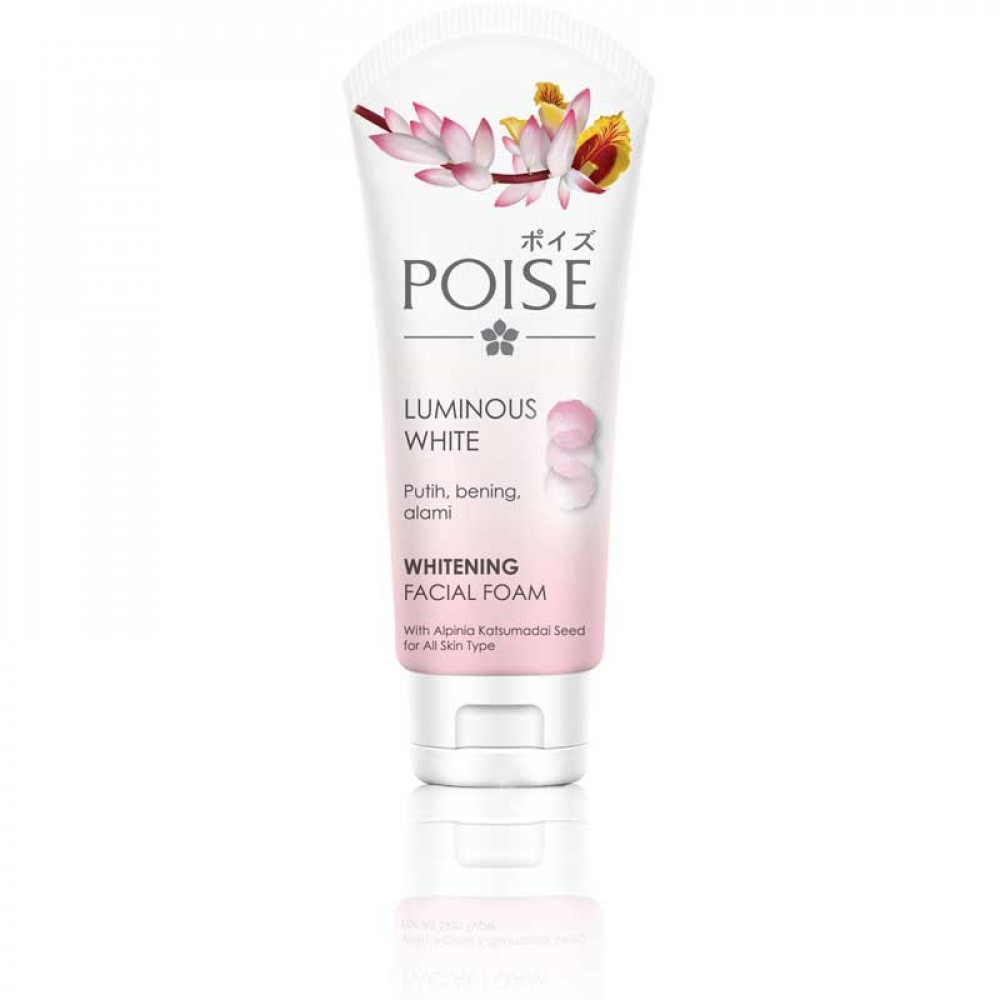 ポイズ
POISE
LUMINOUS
WHITE
Putih, bening,
alami
WHITENING
FACIAL FOAM
With Alpinia Katsumadai Seed
for All Skin Type